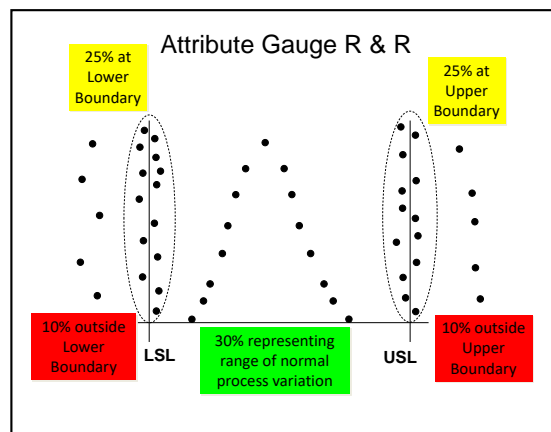 Attribute Gauge R & R
25% at
Lower
Boundary
25% at
Upper
Boundary
10% outside
Lower
Boundary
LSL
30% representing
range of normal
process variation
USL
10% outside
Upper
Boundary